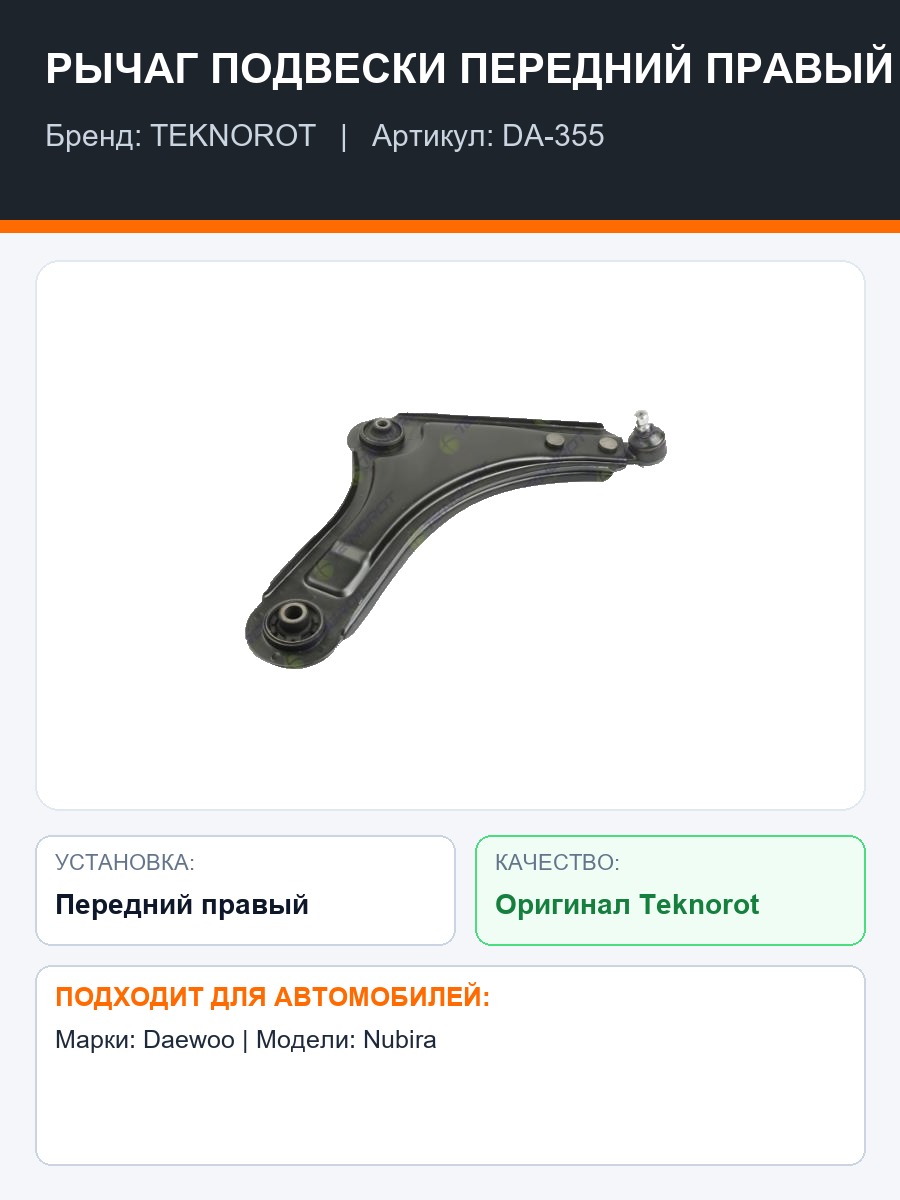 РЫЧАГ ПОДВЕСКИ ПЕРЕДНИЙ ПРАВЫЙ
Бренд: TEKNOROT | Артикул: DA-355
TEKNOROT
УСТАНОВКА:
Передний правый
КАЧЕСТВО:
Оригинал Teknorot
ПОДХОДИТ ДЛЯ АВТОМОБИЛЕЙ:
Марки: Daewoo | Модели: Nubira